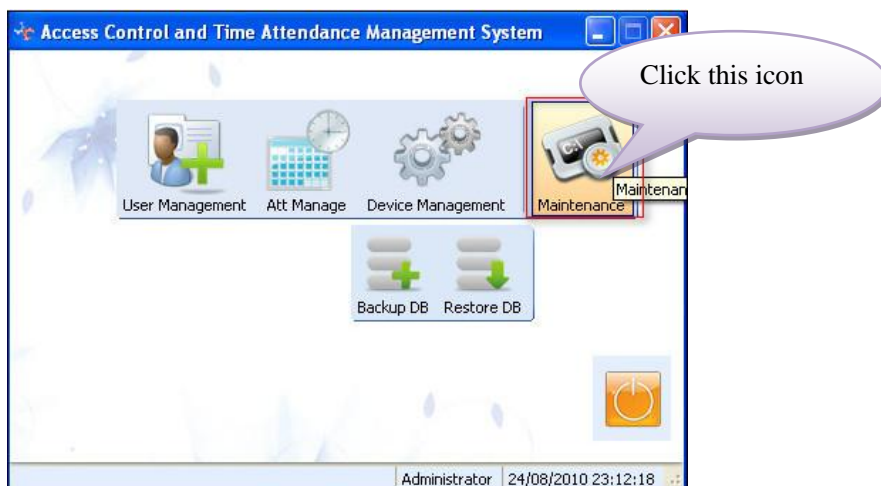 Access Control and Time Attendance Management System
Click this icon
C:\
Maintenan
User Management Att Manage Device Management Maintenance
Backup DB Restore DB
Administrator 24/08/2010 23:12:18